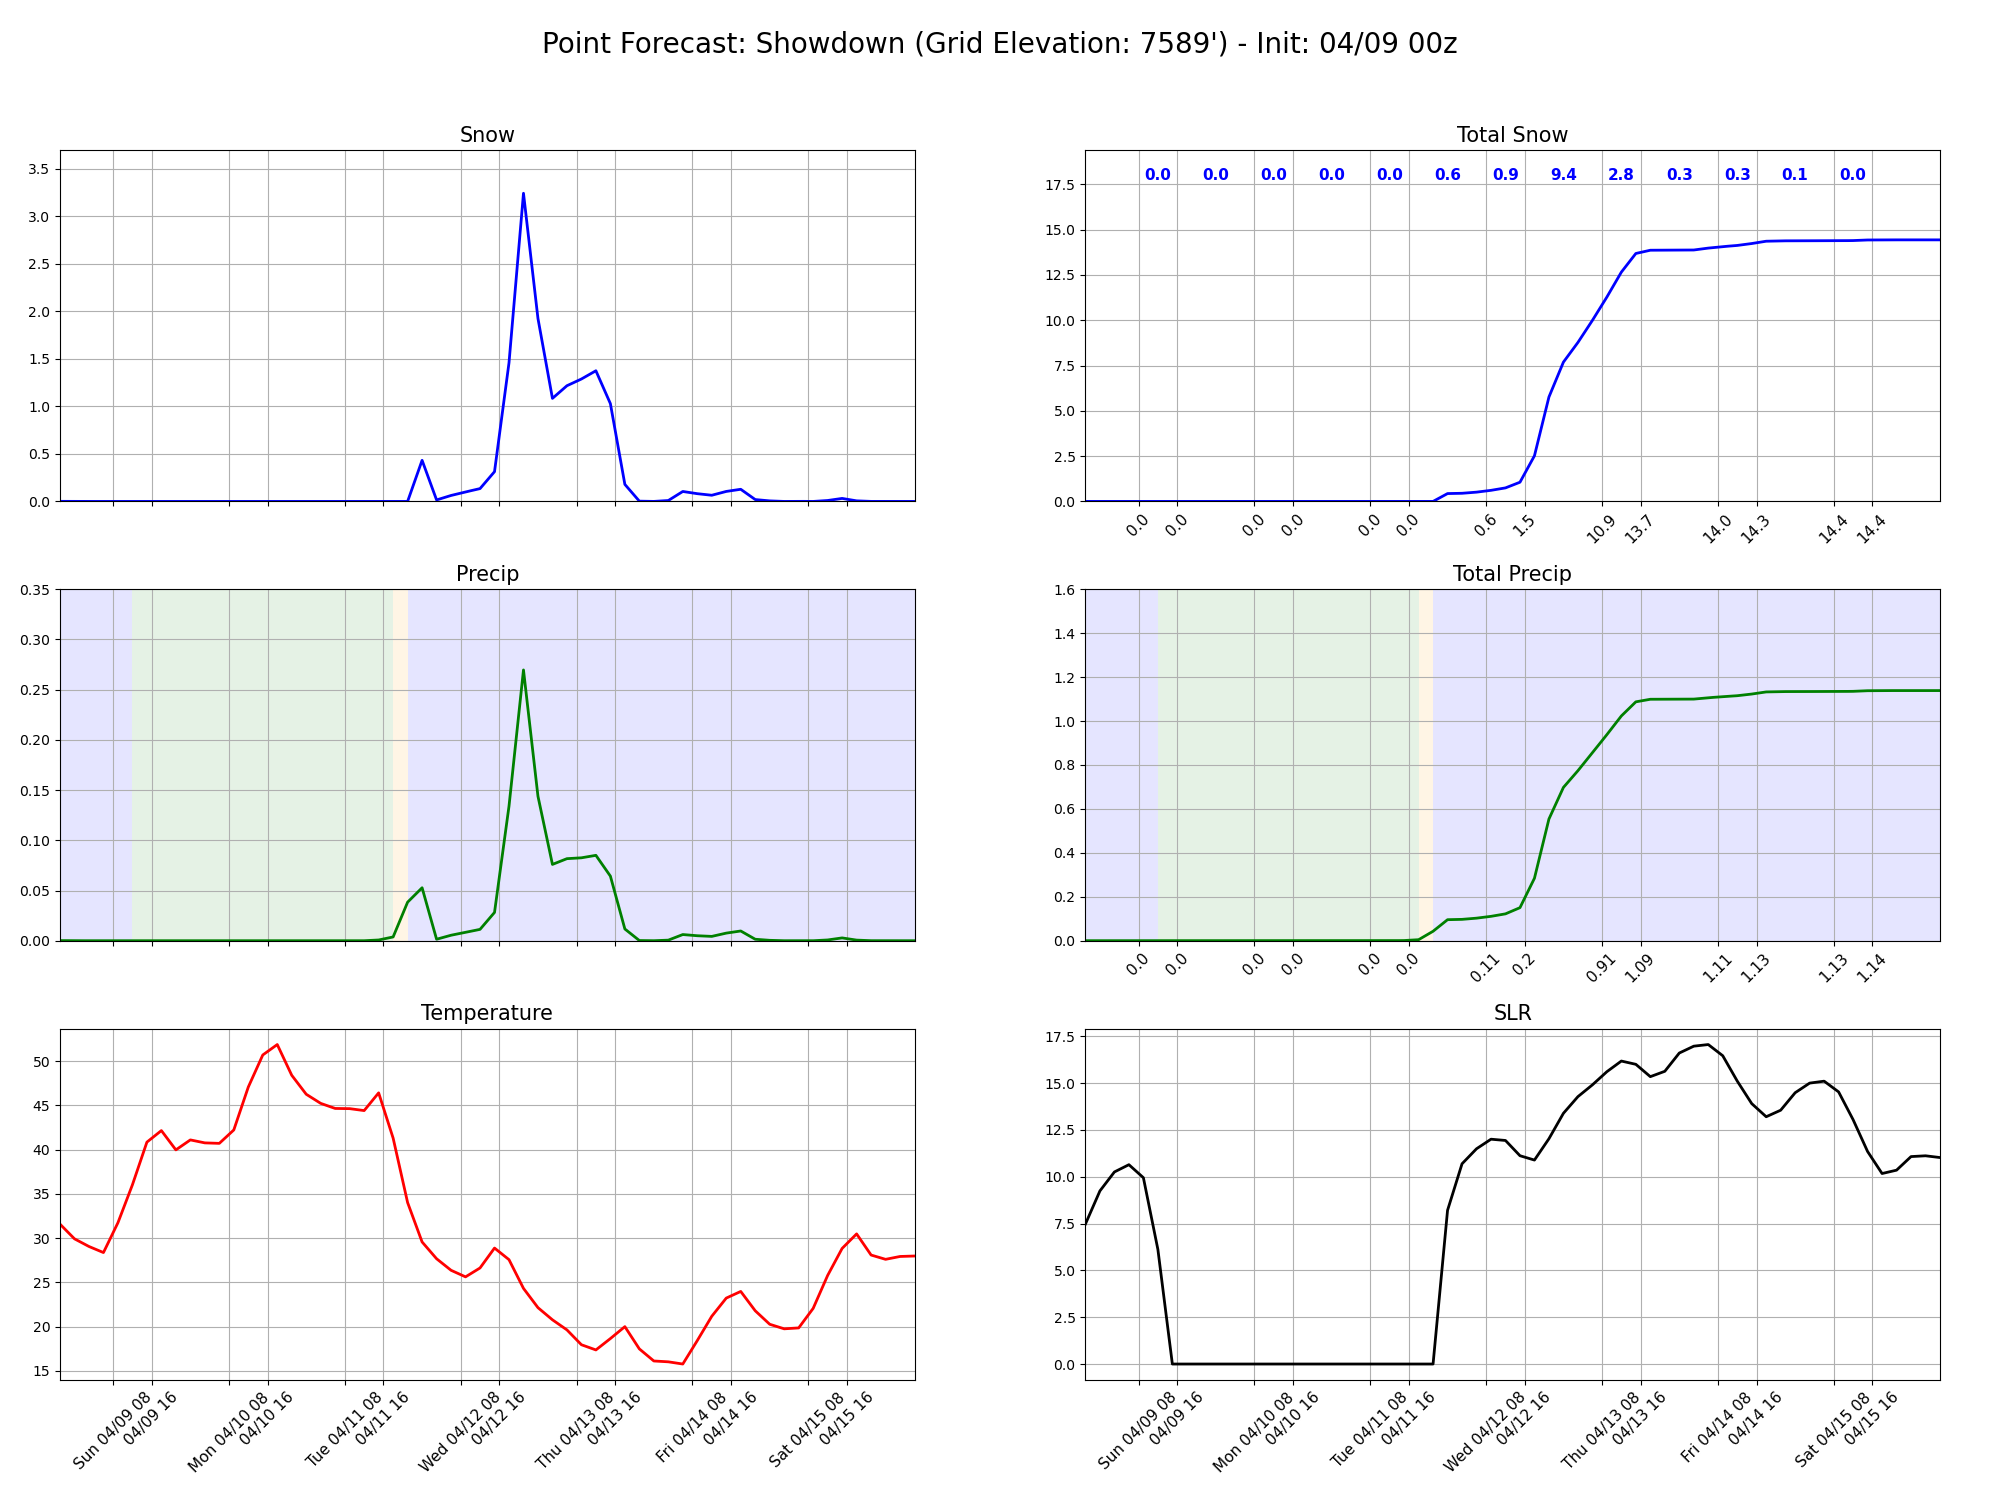 Point Forecast: Showdown (Grid Elevation: 7589') - Init: 04/09 00z
Snow
3.5
3.0
2.5
2.0
1.5
1.0
0.5
0.0
Total Snow
0.0 0.0 0.0 0.0 0.0 0.6 0.9 9.4 2.8 0.3 0.3 0.1 0.0
17.5
15.0
12.5
10.0
7.5
5.0
2.5
0.0
0.0 0.0 0.0 0.0 0.0 0.0 0.6 1.5 10.9 13.7 14.0 14.3 14.4 14.4
Precip
0.35
0.30
0.25
0.20
0.15
0.10
0.05
0.00
Total Precip
1.6
1.4
1.2
1.0
0.8
0.6
0.4
0.2
0.0
0.0 0.0 0.0 0.0 0.0 0.0 0.11 0.2 0.91 1.09 1.11 1.13 1.13 1.14
Temperature
50
45
40
35
30
25
20
15
Sun 04/09 08
04/09 16
Mon 04/10 08
04/10 16
Tue 04/11 08
04/11 16
Wed 04/12 08
04/12 16
Thu 04/13 08
04/13 16
Fri 04/14 08
04/14 16
Sat 04/15 08
04/15 16
SLR
17.5
15.0
12.5
10.0
7.5
5.0
2.5
0.0
Sun 04/09 08
04/09 16
Mon 04/10 08
04/10 16
Tue 04/11 08
04/11 16
Wed 04/12 08
04/12 16
Thu 04/13 08
04/13 16
Fri 04/14 08
04/14 16
Sat 04/15 08
04/15 16